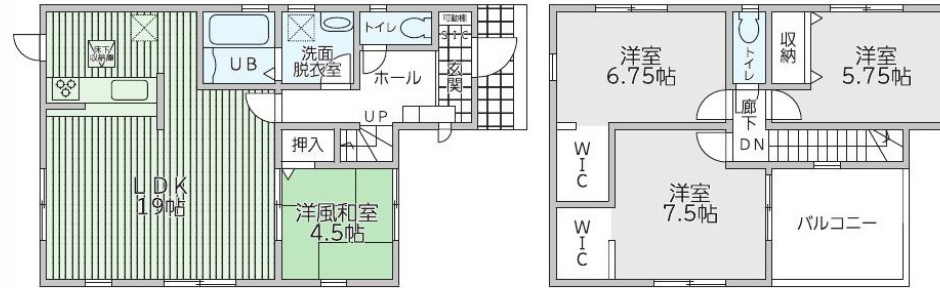 床下
収納庫
UB
洗面
脱衣室
トイレ
可動棚
SIC
ホール
玄関
UP
押入
LDK
19帖
洋風和室
4.5帖
洋室
6.75帖
トイレ
収納
洋室
5.75帖
廊下
DN
WIC
WIC
洋室
7.5帖
バルコニー